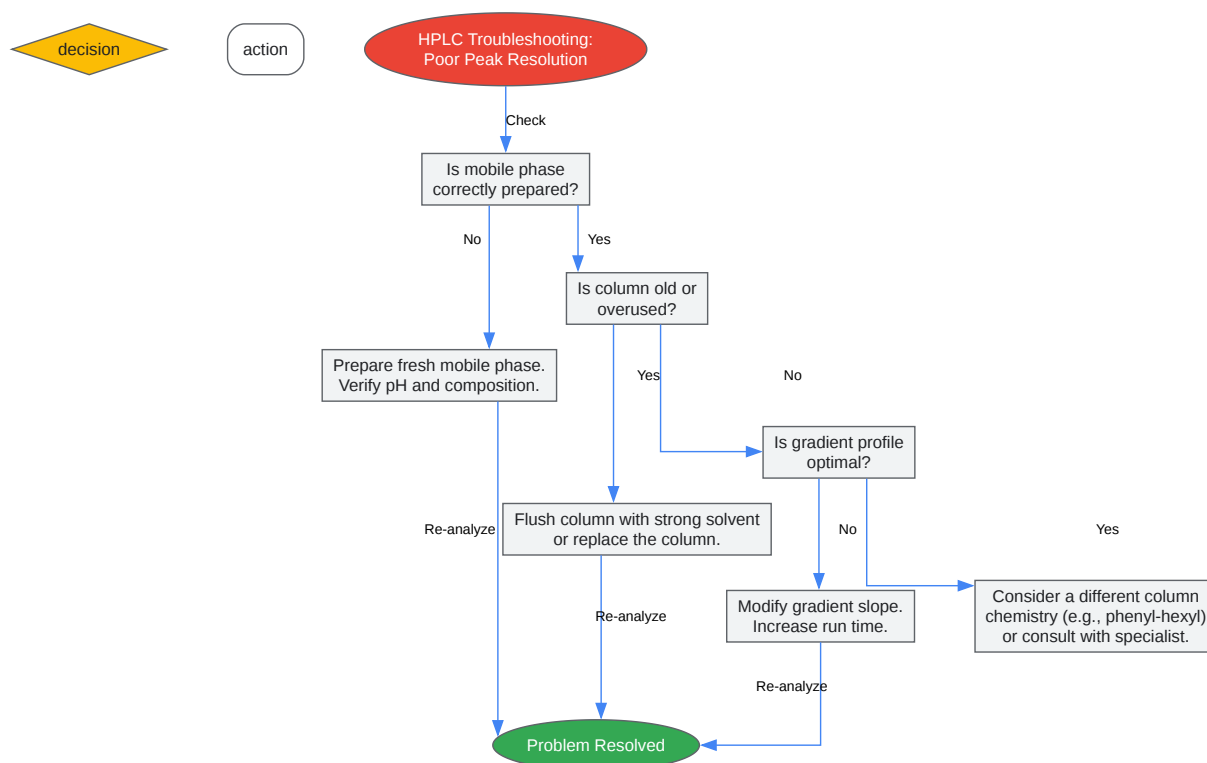 decision
action
HPLC Troubleshooting:
Poor Peak Resolution
Check
Is mobile phase
correctly prepared?
No
Yes
Is column old or
overused?
Prepare fresh mobile phase.
Verify pH and composition.
Yes
No
Is gradient profile
optimal?
Flush column with strong solvent
or replace the column.
Re-analyze
No
Yes
Modify gradient slope.
Increase run time.
Consider a different column
chemistry (e.g., phenyl-hexyl)
or consult with specialist.
Re-analyze
Re-analyze
Problem Resolved